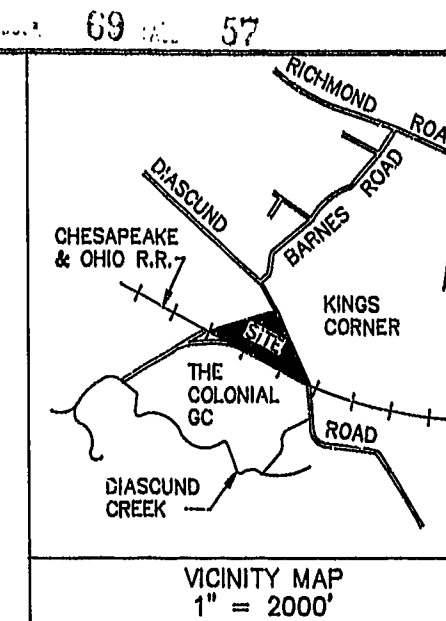 69 57
RICHMOND
ROA
DIASCUND
BARNES
ROAD
CHESAPEAKE
& OHIO R.R.
KINGS
CORNER
SITE
THE
COLONIAL
GC
ROAD
DIASCUND
CREEK
VICINITY MAP
1" = 2000'